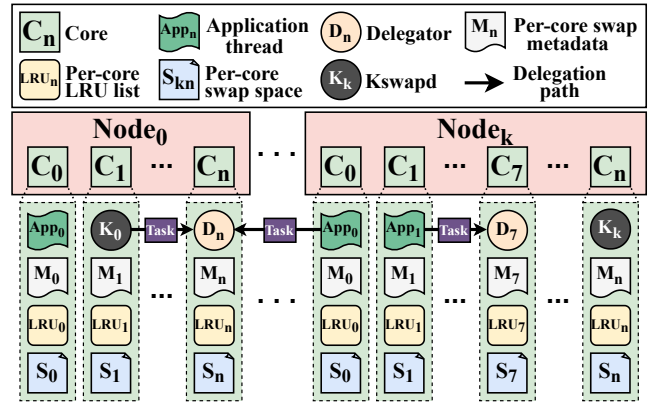 Cn Core Appn Application thread Dn Delegator Mn Per-core swap metadata
LRUn Per-core LRU list Skn Per-core swap space Kk Kswapd Delegation path
Node0 Nodek
C0 C1 ... Cn ... C0 C1 ... C7 ... Cn
App0 K0 Task Dn Task App0 App1 Task D7 Kk
M0 M1 ... Mn ... M0 M1 ... M7 ... Mn
LRU0 LRU1 LRUn LRU0 LRU1 LRU7 LRUn
S0 S1 Sn S0 S1 S7 Sn